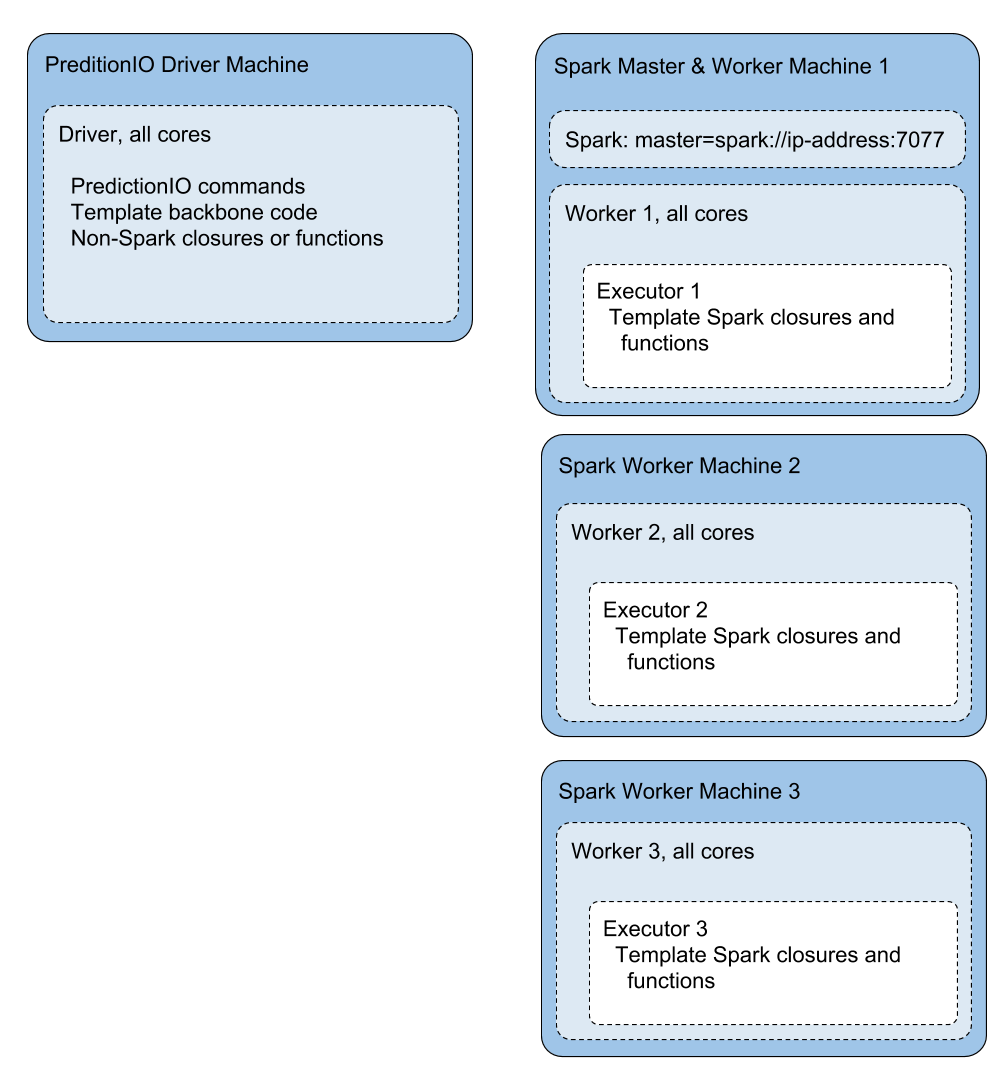 PreditionIO Driver Machine
Driver, all cores
PredictionIO commands
Template backbone code
Non-Spark closures or functions
Spark Master & Worker Machine 1
Spark: master=spark://ip-address:7077
Worker 1, all cores
Executor 1
Template Spark closures and
functions
Spark Worker Machine 2
Worker 2, all cores
Executor 2
Template Spark closures and
functions
Spark Worker Machine 3
Worker 3, all cores
Executor 3
Template Spark closures and
functions